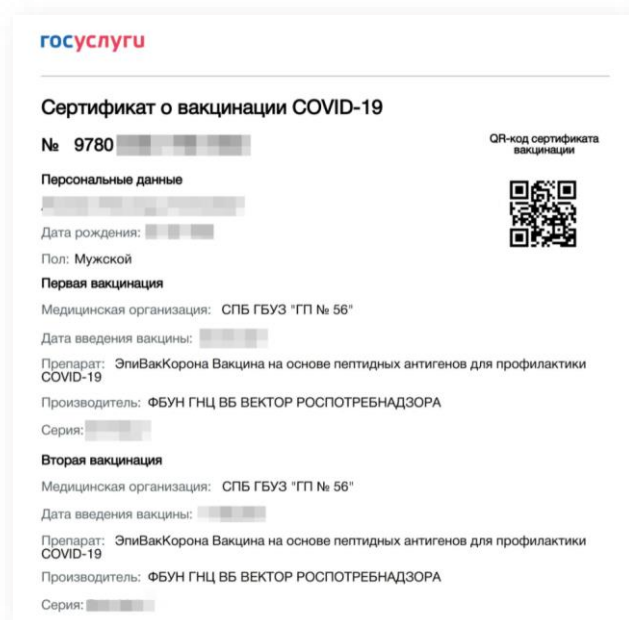 госуслуги
Сертификат о вакцинации COVID-19
№ 9780
QR-код сертификата
вакцинации
Персональные данные
Дата рождения:
Пол: Мужской
Первая вакцинация
Медицинская организация: СПБ ГБУЗ "ГП № 56"
Дата введения вакцины:
Препарат: ЭпиВакКорона Вакцина на основе пептидных антигенов для профилактики
COVID-19
Производитель: ФБУН ГНЦ ВБ ВЕКТОР РОСПОТРЕБНАДЗОРА
Серия:
Вторая вакцинация
Медицинская организация: СПБ ГБУЗ "ГП № 56"
Дата введения вакцины:
Препарат: ЭпиВакКорона Вакцина на основе пептидных антигенов для профилактики
COVID-19
Производитель: ФБУН ГНЦ ВБ ВЕКТОР РОСПОТРЕБНАДЗОРА
Серия: